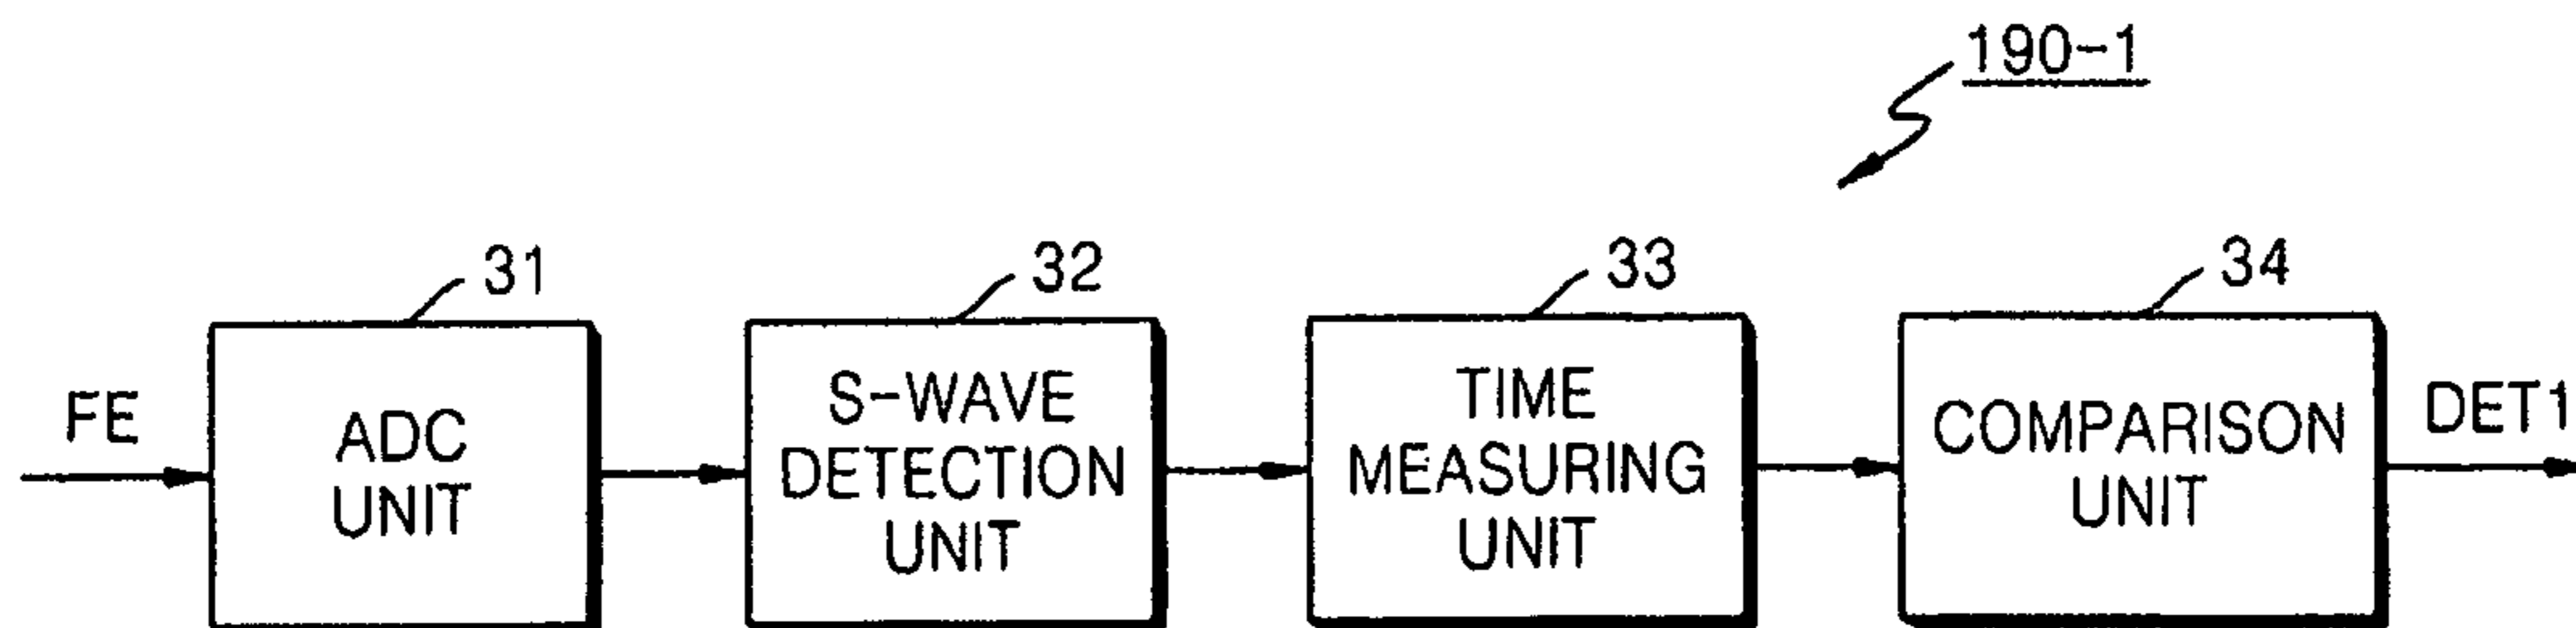 190-1
31
32
33
34
FE
ADC
UNIT
S-WAVE
DETECTION
UNIT
TIME
MEASURING
UNIT
COMPARISON
UNIT
DET1